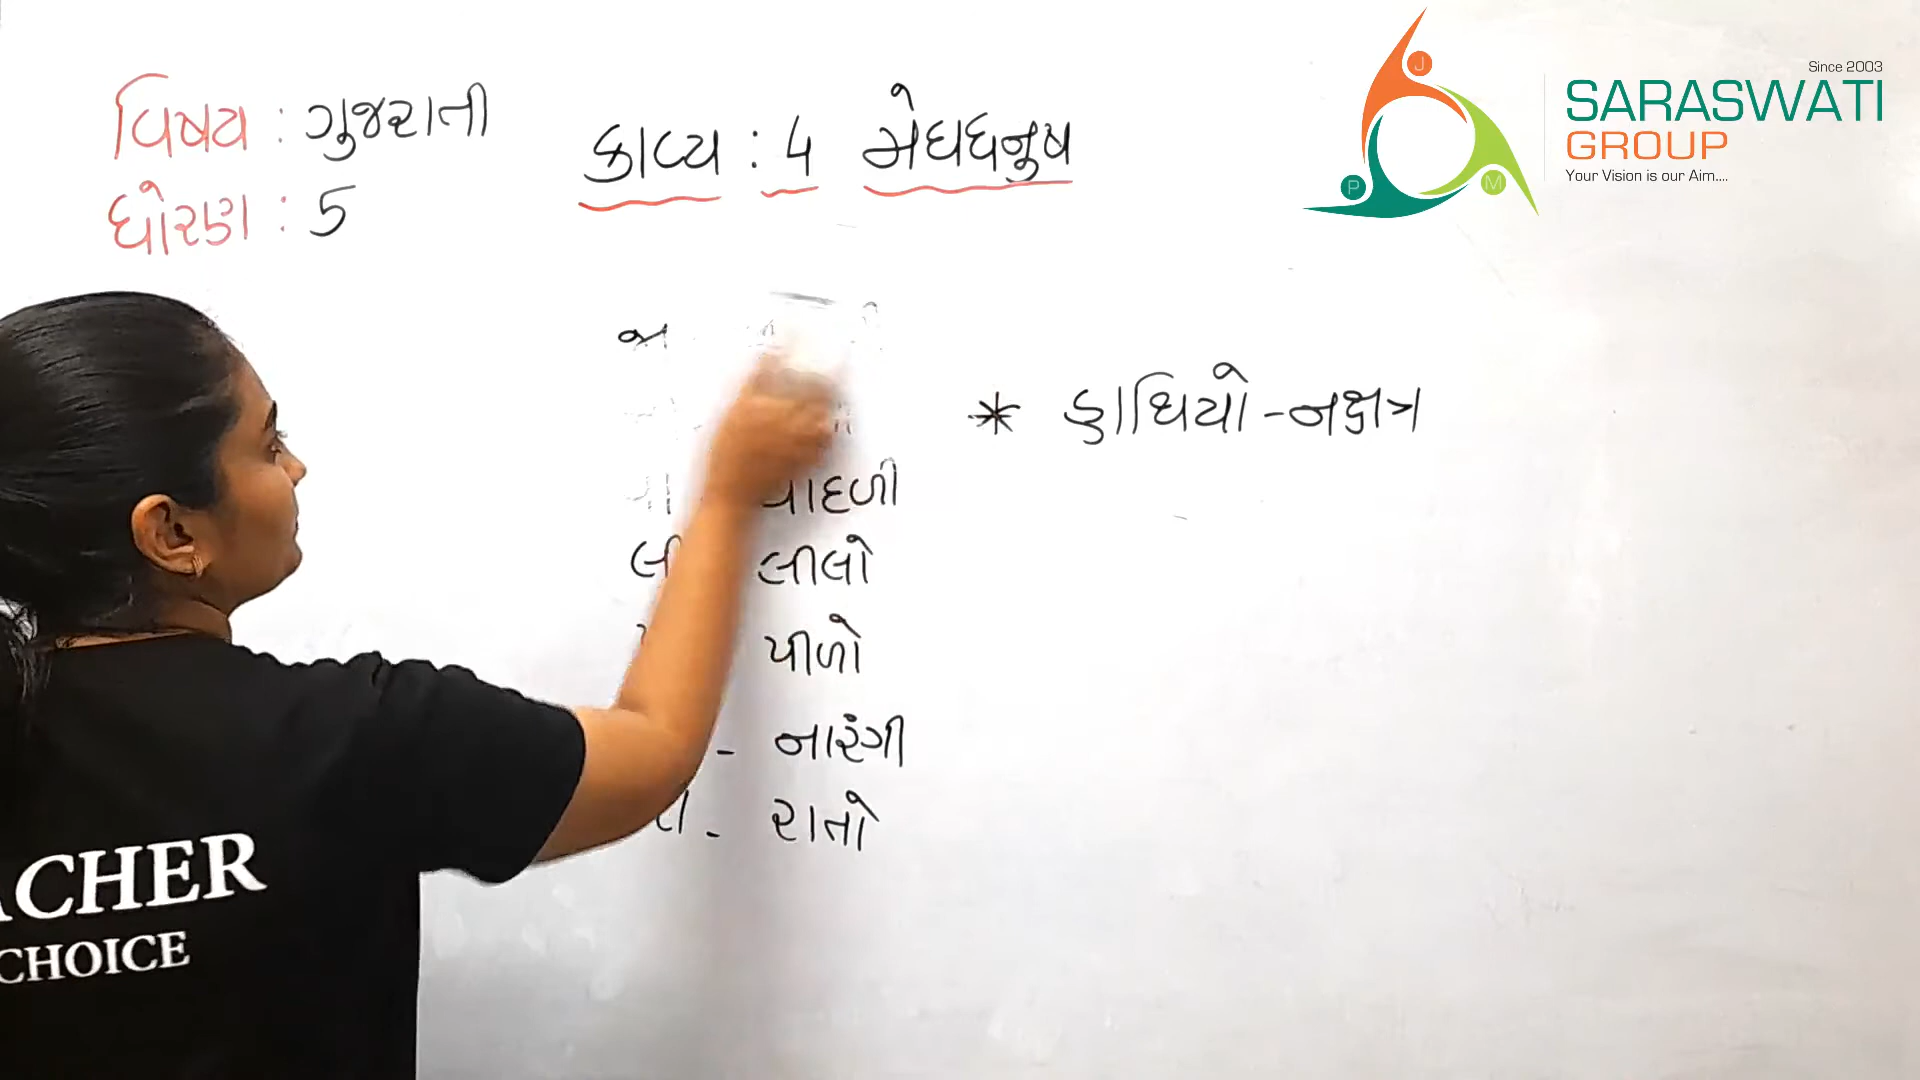 વિષય : ગુજરાતી
ધોરણ : 5
કાવ્ય : 4 મેઘધનુષ
Since 2003
SARASWATI
GROUP
Your Vision is our Aim....
J
P
M
જા
* હાથિયો - નક્ષત્ર
વાદળી
લી લીલો
પીળો
- નારંગી
રા - રાતો
ACHER
CHOICE